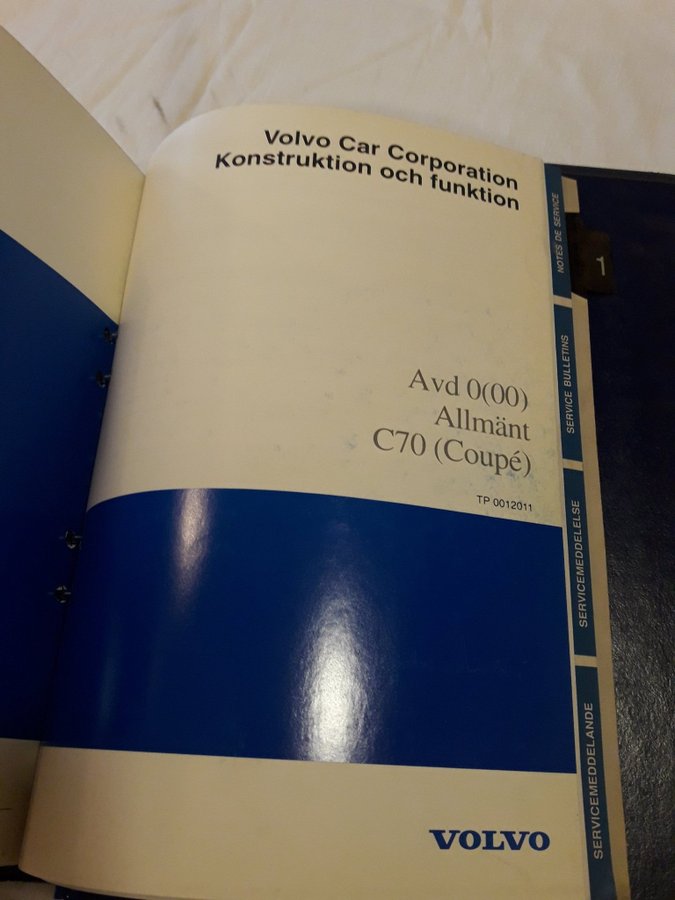 Volvo Car Corporation
Konstruktion och funktion
Avd 0(00)
Allmänt
C70 (Coupé)
TP 0012011
VOLVO
NOTES DE SERVICE
SERVICE BULLETINS
SERVICEMEDDELELSE
SERVICEMEDDELANDE
1